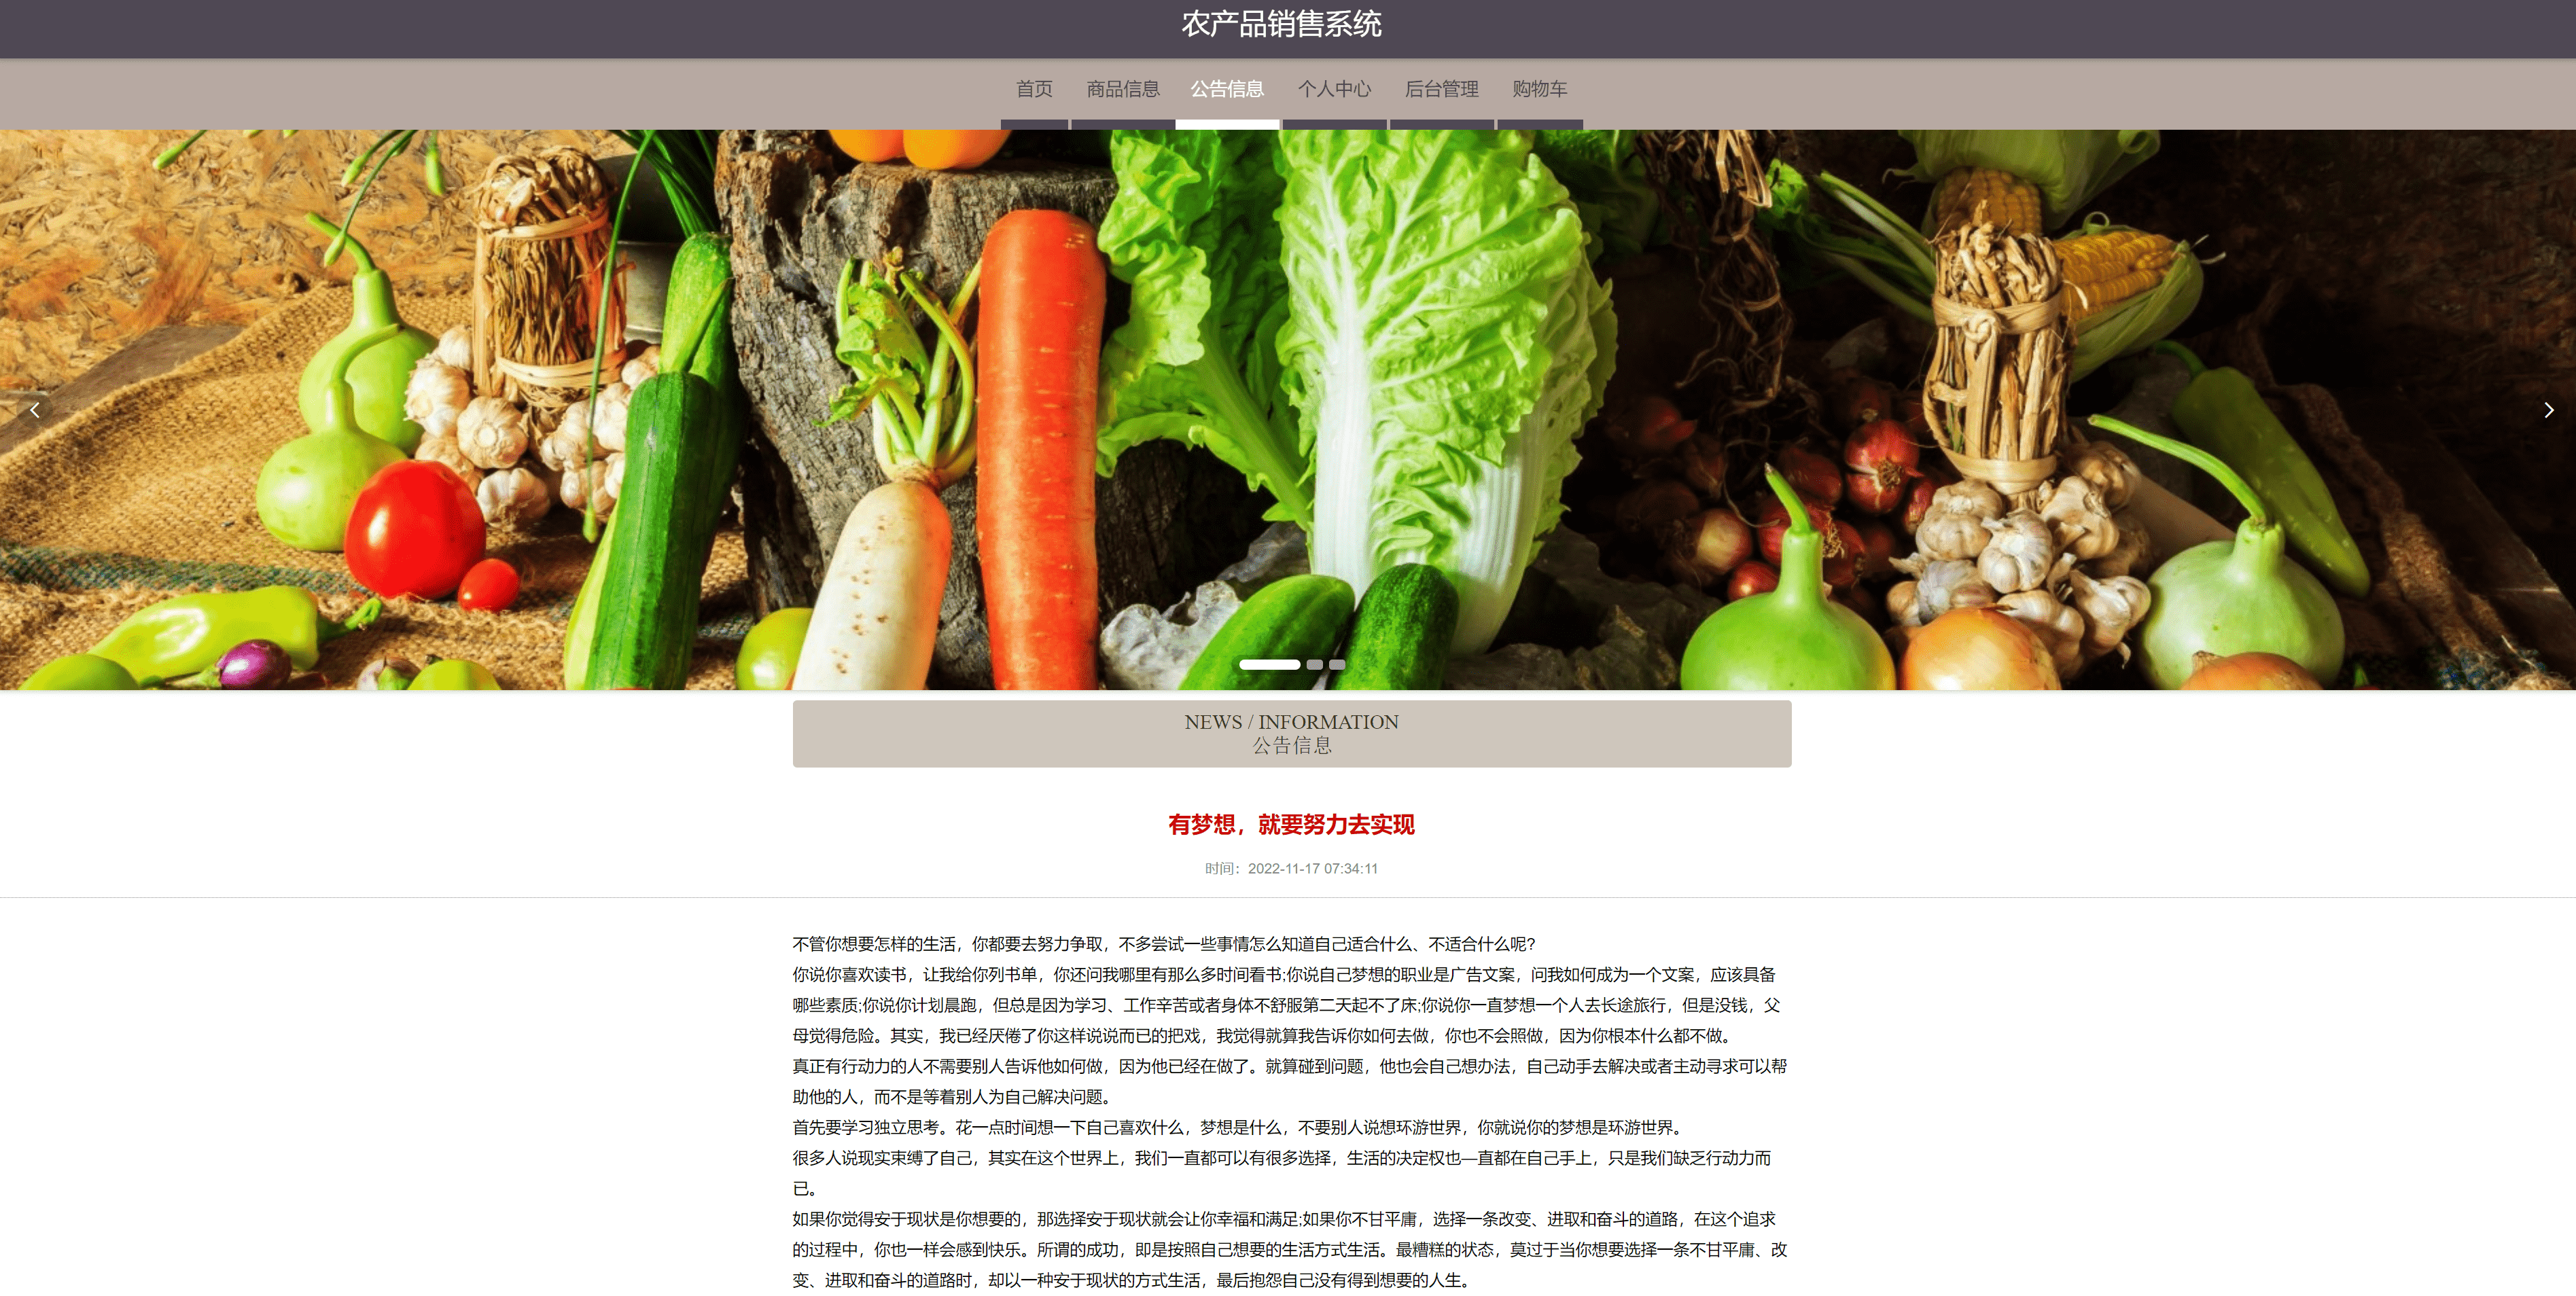 农产品销售系统
首页 商品信息 公告信息 个人中心 后台管理 购物车
NEWS / INFORMATION
公告信息
有梦想，就要努力去实现
时间：2022-11-17 07:34:11
不管你想要怎样的生活，你都要去努力争取，不多尝试一些事情怎么知道自己适合什么、不适合什么呢?
你说你喜欢读书，让我给你列书单，你还问我哪里有那么多时间看书;你说自己梦想的职业是广告文案，问我如何成为一个文案，应该具备
哪些素质;你说你计划晨跑，但总是因为学习、工作辛苦或者身体不舒服第二天起不了床;你说你一直梦想一个人去长途旅行，但是没钱，父
母觉得危险。其实，我已经厌倦了你这样说说而已的把戏，我觉得就算我告诉你如何去做，你也不会照做，因为你根本什么都不做。
真正有行动力的人不需要别人告诉他如何做，因为他已经在做了。就算碰到问题，他也会自己想办法，自己动手去解决或者主动寻求可以帮
助他的人，而不是等着别人为自己解决问题。
首先要学习独立思考。花一点时间想一下自己喜欢什么，梦想是什么，不要别人说想环游世界，你就说你的梦想是环游世界。
很多人说现实束缚了自己，其实在这个世界上，我们一直都可以有很多选择，生活的决定权也—直都在自己手上，只是我们缺乏行动力而
已。
如果你觉得安于现状是你想要的，那选择安于现状就会让你幸福和满足;如果你不甘平庸，选择一条改变、进取和奋斗的道路，在这个追求
的过程中，你也一样会感到快乐。所谓的成功，即是按照自己想要的生活方式生活。最糟糕的状态，莫过于当你想要选择一条不甘平庸、改
变、进取和奋斗的道路时，却以一种安于现状的方式生活，最后抱怨自己没有得到想要的人生。